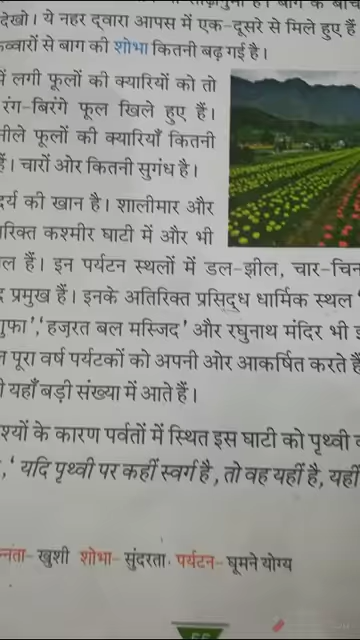 देखो। ये नहर द्वारा आपस में एक-दूसरे से मिले हुए हैं
से बाग की शोभा कितनी बढ़ गई है।
में लगी फूलों की क्यारियों को तो
रंग-बिरंगे फूल खिले हुए हैं।
फूलों की क्यारियाँ कितनी
हैं। चारों ओर कितनी सुगंध है।
की खान है। शालीमार और
कश्मीर घाटी में और भी
हैं। इन पर्यटन स्थलों में डल-झील,
प्रमुख हैं। इनके अतिरिक्त प्रसिद्ध धार्मिक स्थल
'हजरत बल मस्जिद' और रघुनाथ मंदिर भी
पूरा वर्ष पर्यटकों को अपनी ओर आकर्षित करते हैं
यहाँ बड़ी संख्या में आते हैं।
के कारण पर्वतों में स्थित इस घाटी को पृथ्वी
'यदि पृथ्वी पर कहीं स्वर्ग है, तो वह यहीं है, यहीं
खुशी शोभा- सुंदरता. पर्यटन- घूमने योग्य